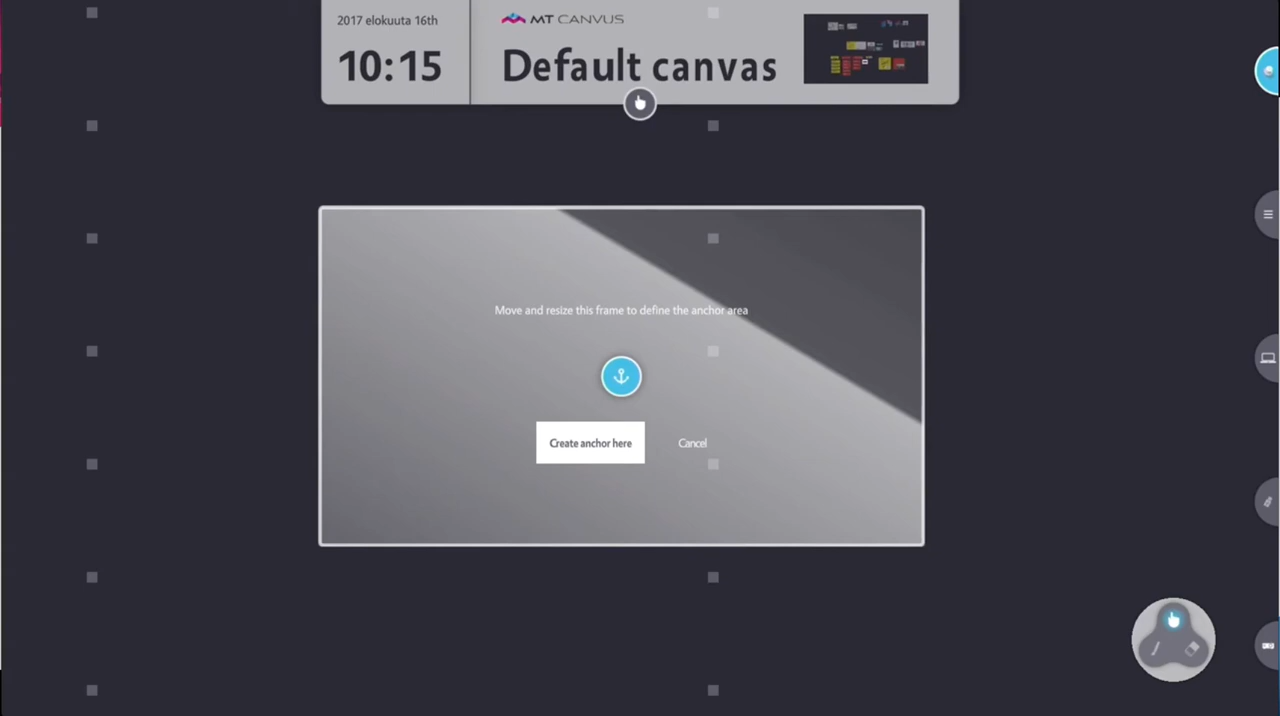 2017 elokuuta 16th
MT CANVUS
10:15
Default canvas
Move and resize this frame to define the anchor area
Create anchor here
Cancel